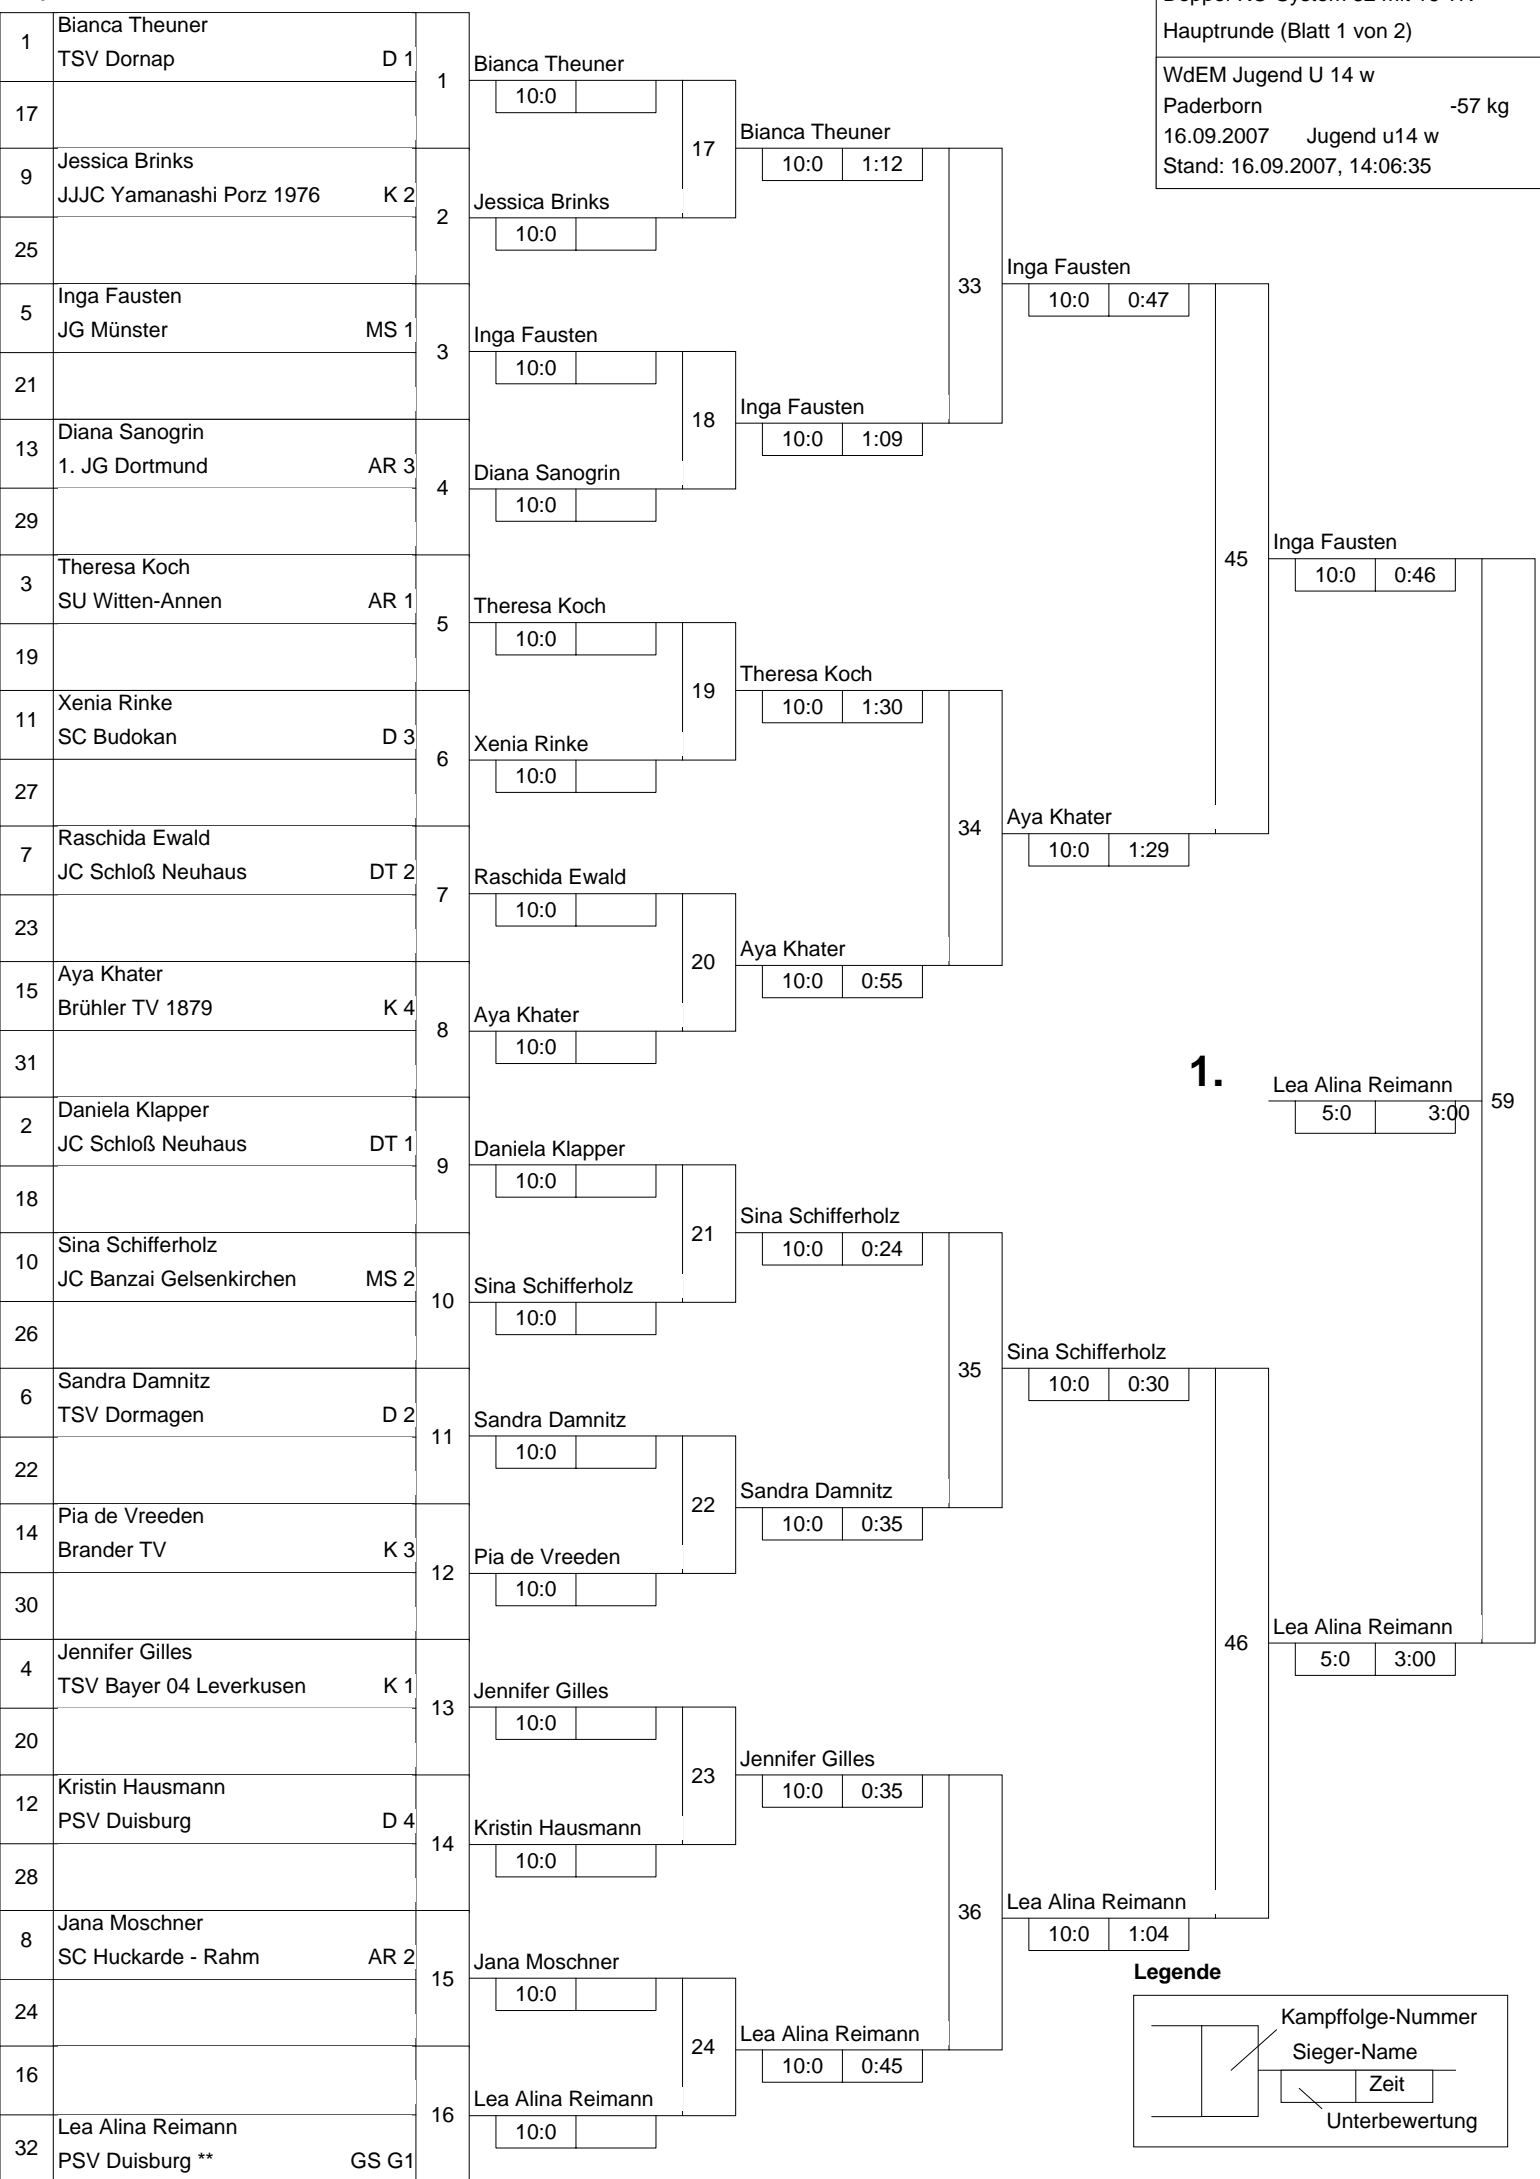 Hauptrunde (Blatt 1 von 2)
WdEM Jugend U 14 w
Paderborn -57 kg
16.09.2007 Jugend u14 w
Stand: 16.09.2007, 14:06:35
1 Bianca Theuner
TSV Dornap D 1
17
9 Jessica Brinks
JJJC Yamanashi Porz 1976 K 2
25
5 Inga Fausten
JG Münster MS 1
21
13 Diana Sanogrin
1. JG Dortmund AR 3
29
3 Theresa Koch
SU Witten-Annen AR 1
19
11 Xenia Rinke
SC Budokan D 3
27
7 Raschida Ewald
JC Schloß Neuhaus DT 2
23
15 Aya Khater
Brühler TV 1879 K 4
31
2 Daniela Klapper
JC Schloß Neuhaus DT 1
18
10 Sina Schifferholz
JC Banzai Gelsenkirchen MS 2
26
6 Sandra Damnitz
TSV Dormagen D 2
22
14 Pia de Vreeden
Brander TV K 3
30
4 Jennifer Gilles
TSV Bayer 04 Leverkusen K 1
20
12 Kristin Hausmann
PSV Duisburg D 4
28
8 Jana Moschner
SC Huckarde - Rahm AR 2
24
16
32 Lea Alina Reimann
PSV Duisburg ** GS G1
1 Bianca Theuner
10:0
2 Jessica Brinks
10:0
3 Inga Fausten
10:0
4 Diana Sanogrin
10:0
5 Theresa Koch
10:0
6 Xenia Rinke
10:0
7 Raschida Ewald
10:0
8 Aya Khater
10:0
9 Daniela Klapper
10:0
10 Sina Schifferholz
10:0
11 Sandra Damnitz
10:0
12 Pia de Vreeden
10:0
13 Jennifer Gilles
10:0
14 Kristin Hausmann
10:0
15 Jana Moschner
10:0
16 Lea Alina Reimann
10:0
17 Bianca Theuner
10:0 1:12
18 Inga Fausten
10:0 1:09
19 Theresa Koch
10:0 1:30
20 Aya Khater
10:0 0:55
21 Sina Schifferholz
10:0 0:24
22 Sandra Damnitz
10:0 0:35
23 Jennifer Gilles
10:0 0:35
24 Lea Alina Reimann
10:0 0:45
33 Inga Fausten
10:0 0:47
34 Aya Khater
10:0 1:29
35 Sina Schifferholz
10:0 0:30
36 Lea Alina Reimann
10:0 1:04
45 Inga Fausten
10:0 0:46
46 Lea Alina Reimann
5:0 3:00
1. Lea Alina Reimann
5:0 3:00 59
Legende
Kampffolge-Nummer
Sieger-Name
Zeit
Unterbewertung